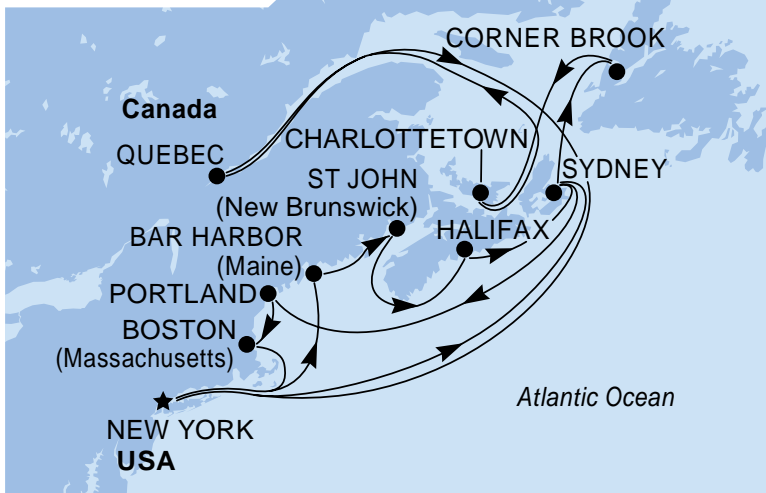 CORNER BROOK
Canada
CHARLOTTETOWN
QUEBEC
SYDNEY
ST JOHN
(New Brunswick)
HALIFAX
BAR HARBOR
(Maine)
PORTLAND
BOSTON
(Massachusetts)
Atlantic Ocean
NEW YORK
USA